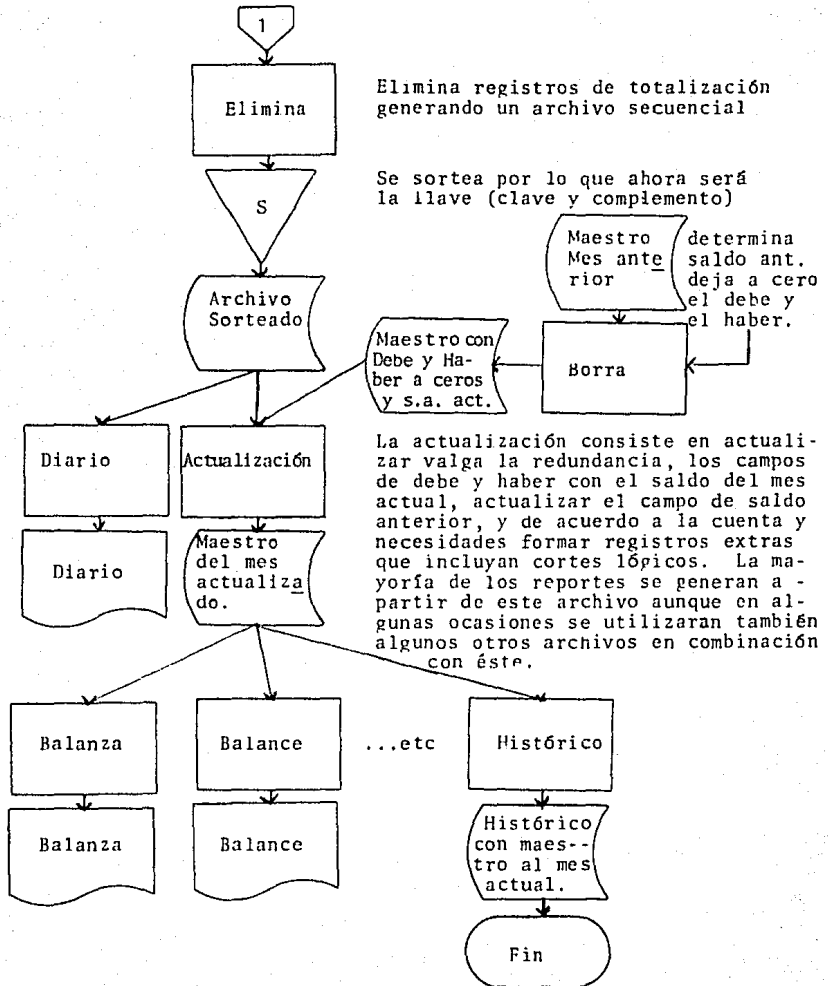 1
Elimina
Elimina registros de totalización
generando un archivo secuencial
S
Se sortea por lo que ahora será
la llave (clave y complemento)
Maestro
Mes ante
rior
determina
saldo ant.
deja a cero
el debe y
el haber.
Archivo
Sorteado
Maestro con
Debe y Ha-
ber a ceros
y s.a. act.
Borra
Diario
Actualización
La actualización consiste en actuali-
zar valga la redundancia, los campos
de debe y haber con el saldo del mes
actual, actualizar el campo de saldo
anterior, y de acuerdo a la cuenta y
necesidades formar registros extras
que incluyan cortes lógicos. La ma-
yoría de los reportes se generan a -
partir de este archivo aunque en al-
gunas ocasiones se utilizaran también
algunos otros archivos en combinación
con éste.
Diario
Maestro
del mes
actualiza
do.
Balanza
Balance
...etc
Histórico
Balanza
Balance
Histórico
con maes--
tro al mes
actual.
Fin